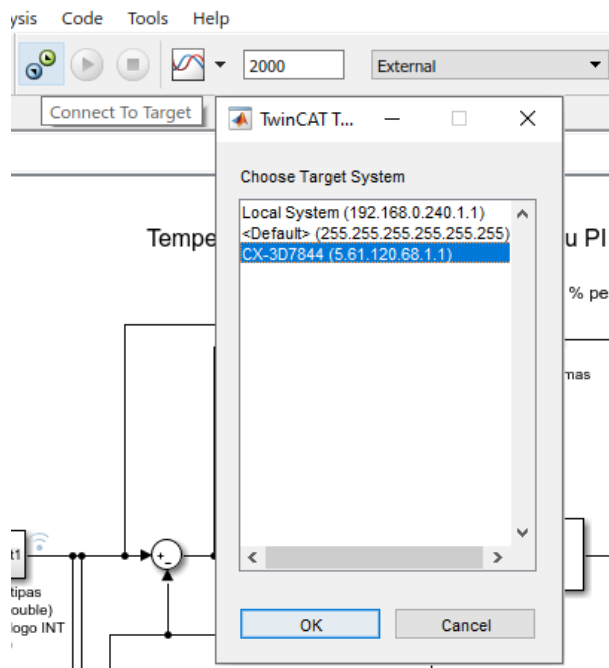 ysis Code Tools Help
2000 External
Connect To Target
TwinCAT T...
Choose Target System
Local System (192.168.0.240.1.1)
<Default> (255.255.255.255.255.255)
CX-3D7844 (5.61.120.68.1.1)
Tempe
u PI
% pe
mas
t1
tipas
ouble)
logo INT
OK Cancel